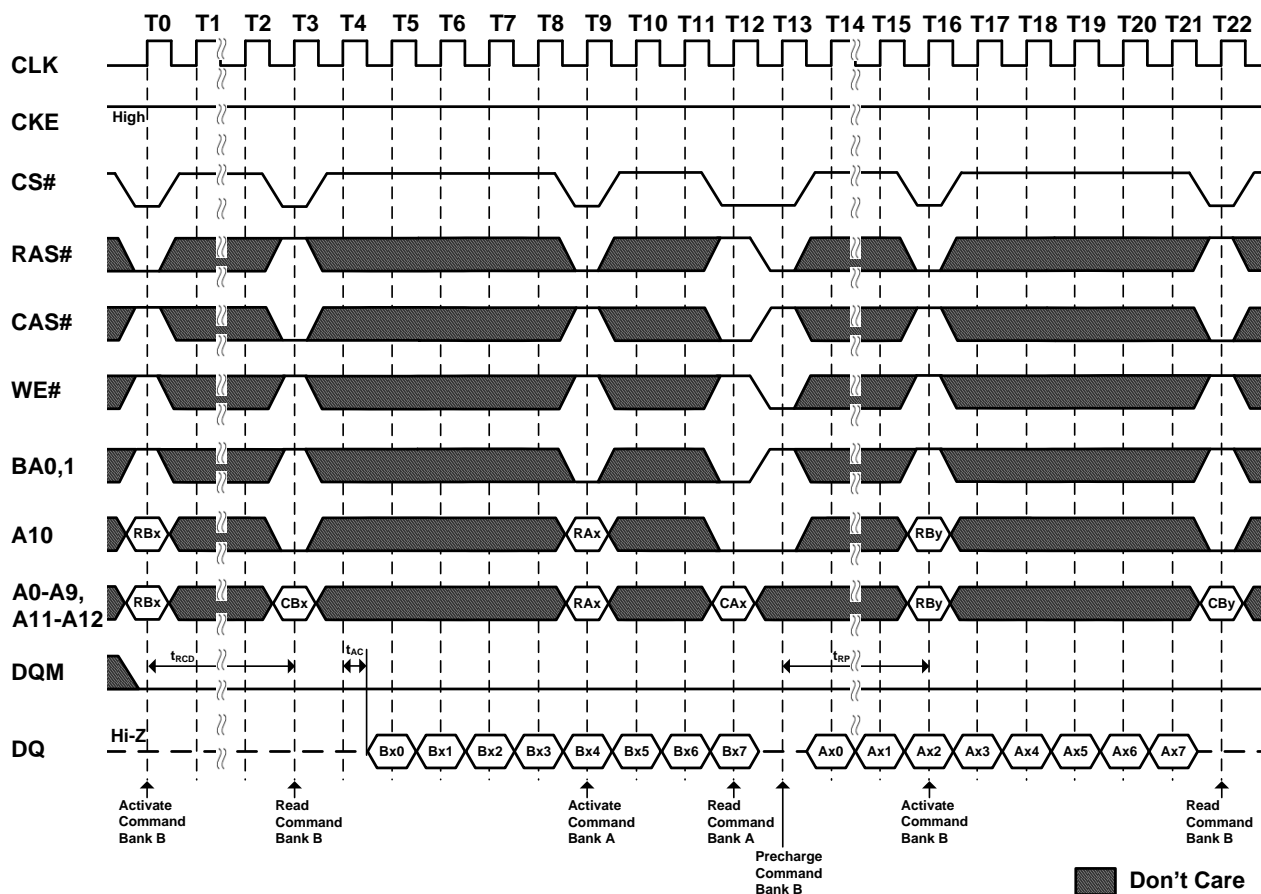 T0 T1 T2 T3 T4 T5 T6 T7 T8 T9 T10 T11 T12 T13 T14 T15 T16 T17 T18 T19 T20 T21 T22
CLK
CKE High
CS#
RAS#
CAS#
WE#
BA0,1
A10 RBx RAx RBy
A0-A9,
A11-A12 RBx CBx RAx CAx RBy CBy
DQM tRCD tAC tRP
DQ Hi-Z Bx0 Bx1 Bx2 Bx3 Bx4 Bx5 Bx6 Bx7 Ax0 Ax1 Ax2 Ax3 Ax4 Ax5 Ax6 Ax7
Activate
Command
Bank B
Read
Command
Bank B
Activate
Command
Bank A
Read
Command
Bank A
Precharge
Command
Bank B
Activate
Command
Bank B
Read
Command
Bank B
Don't Care